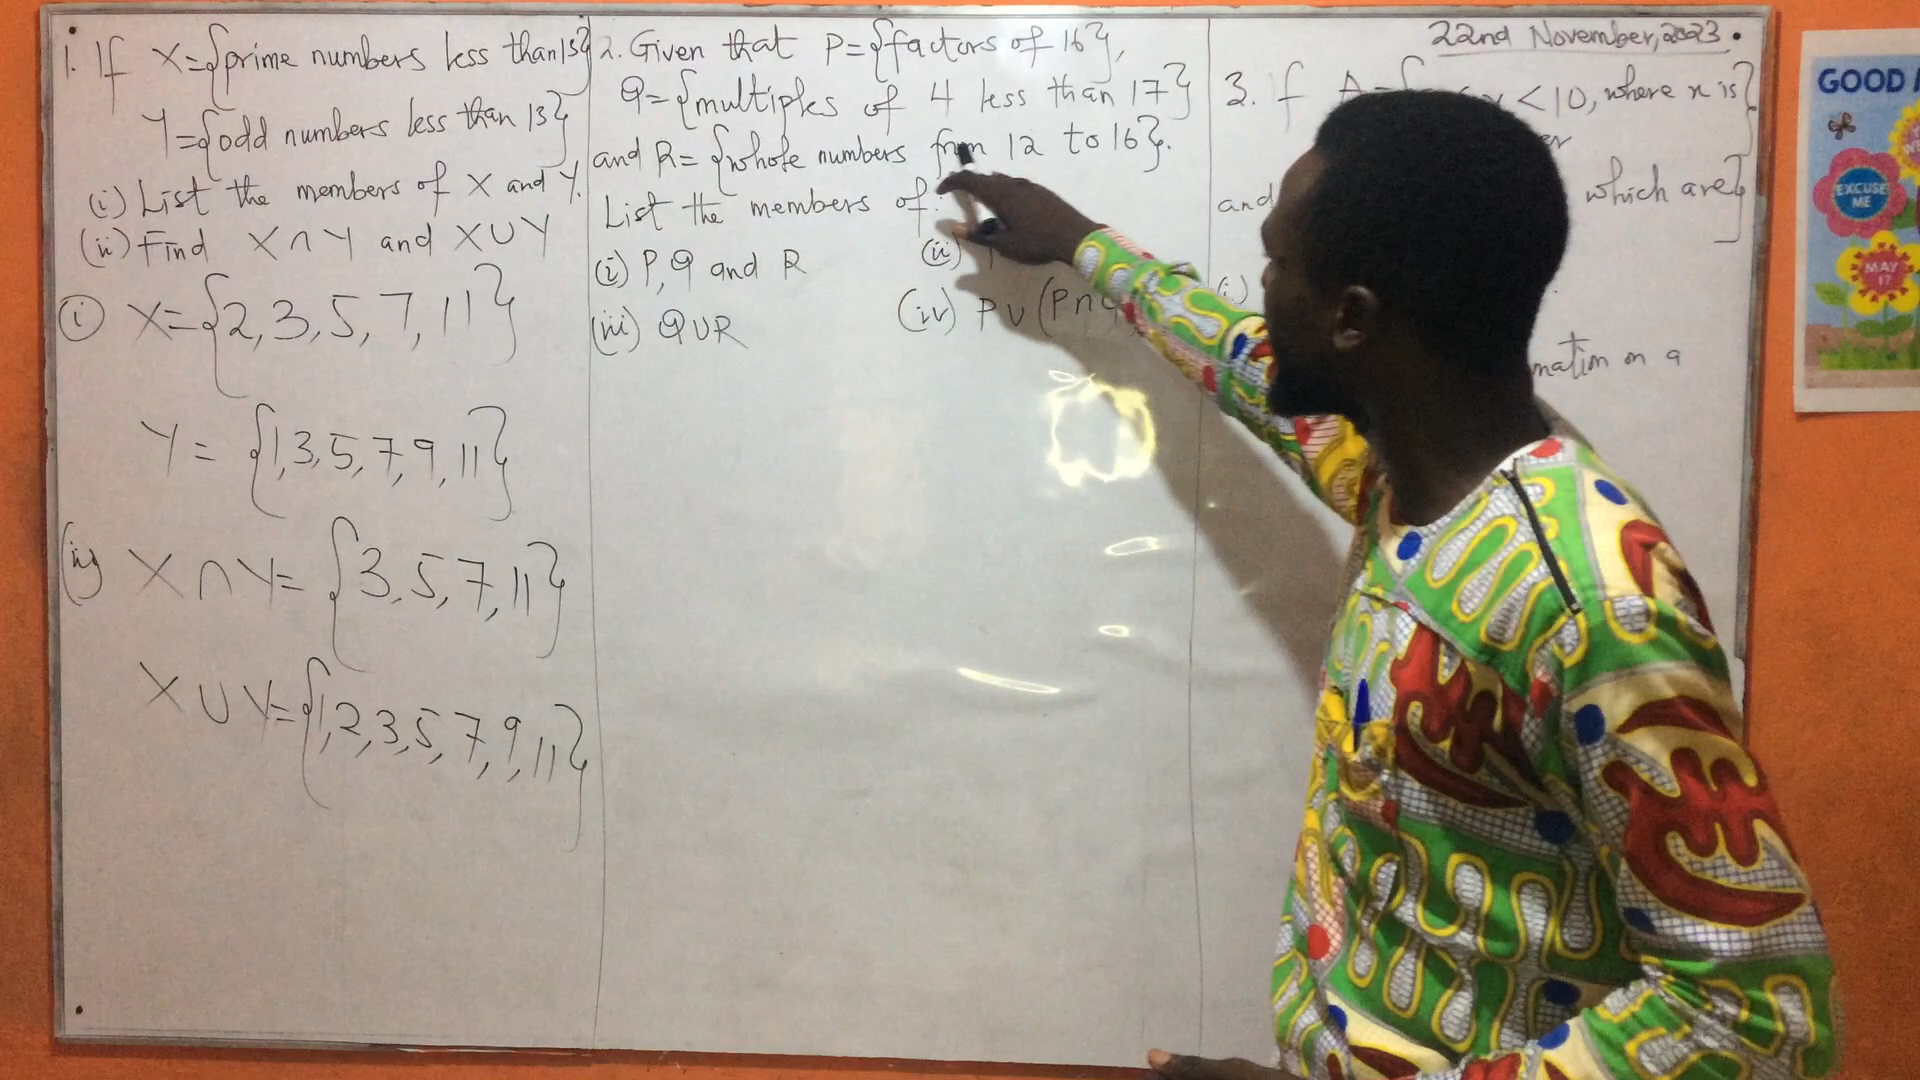 1. If X={prime numbers less than 13}
Y={odd numbers less than 13}
(i) List the members of X and Y.
(ii) Find X∩Y and X∪Y
(i) X={2,3,5,7,11}
Y={1,3,5,7,9,11}
(ii) X∩Y={3,5,7,11}
X∪Y={1,2,3,5,7,9,11}
2. Given that P={factors of 16},
Q={multiples of 4 less than 17}
and R={whole numbers from 12 to 16}.
List the members of:
(i) P, Q and R
(ii)
(iii) Q∪R
(iv) P∪(P∩
22nd November, 2023.
3. <10, where x is}
and which are}
(i)
on a
GOOD
EXCUSE
ME
MAY
I?